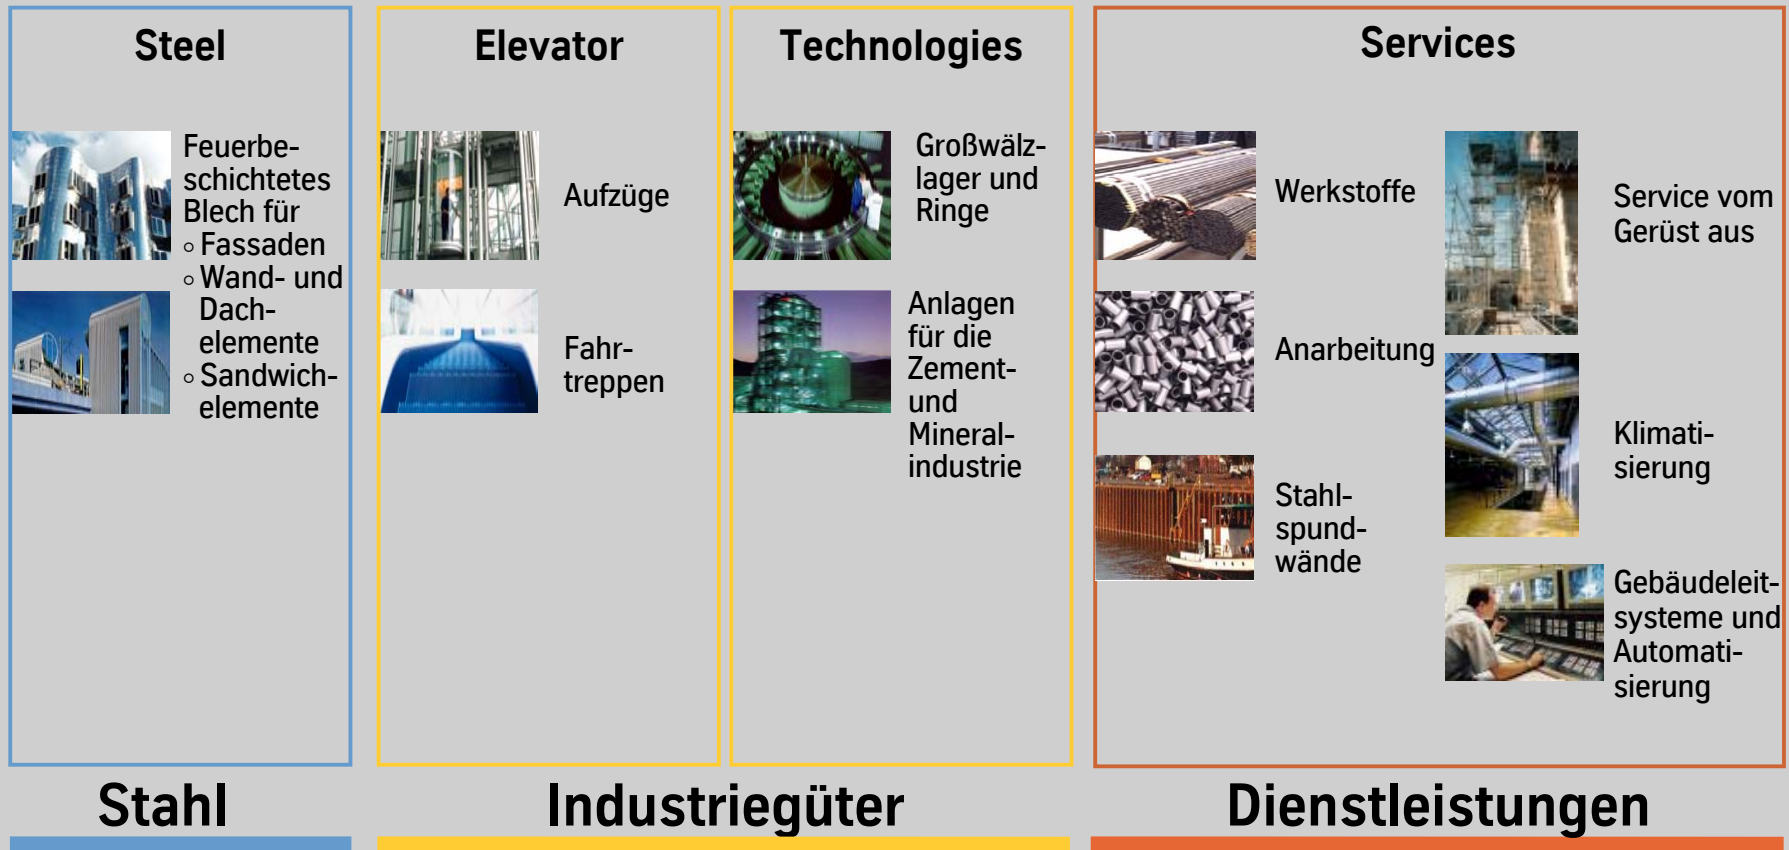 Steel
Feuerbe-
schichtetes
Blech für
◦ Fassaden
◦ Wand- und
Dach-
elemente
◦ Sandwich-
elemente
Elevator
Aufzüge
Fahr-
treppen
Technologies
Großwälz-
lager und
Ringe
Anlagen
für die
Zement-
und
Mineral-
industrie
Services
Werkstoffe
Anarbeitung
Stahl-
spund-
wände
Service vom
Gerüst aus
Klimati-
sierung
Gebäudeleit-
systeme und
Automati-
sierung
Stahl
Industriegüter
Dienstleistungen